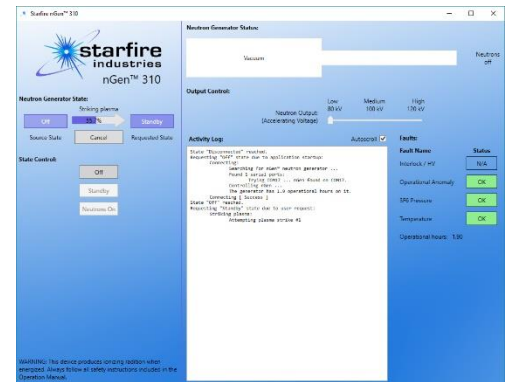 Starfire nGen™ 310
starfire
industries
nGen™ 310
Neutron Generator State:
Striking plasma
Off
Standby
Source State
Cancel
Requested State
State Control:
Off
Standby
Neutrons On
WARNING: This device produces ionizing radition when
energized. Always follow all safety instructions included in the
Operation Manual.
Neutron Generator Status:
Vacuum
Neutrons
off
Output Control:
Low
Medium
High
80 kV
100 kV
120 kV
Neutron Output:
(Accelerating Voltage)
Activity Log:
Autoscroll
State "Disconnected" reached.
Requesting "Off" state due to application startup:
Connecting:
Searching for nGen® neutron generator ...
Found 1 serial ports:
Trying COM17 ... nGen found on COM17.
Controlling nGen ...
The generator has 1.0 operational hours on it.
Connecting [ Success ]
State "Off" reached.
Requesting "Standby" state due to user request:
Striking plasma:
Attempting plasma strike #1
Faults:
Fault Name
Status
Interlock / HV
N/A
Operational Anomaly
OK
SF6 Pressure
OK
Temperature
OK
Operational hours: